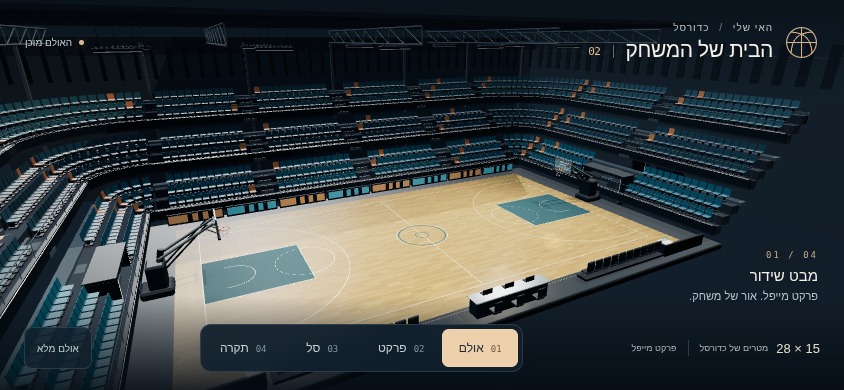 האי שלי / כדורסל
הבית של המשחק | 02
האולם מוכן
01 / 04
מבט שידור
פרקט מייפל. אור של משחק.
01 אולם
02 פרקט
03 סל
04 תקרה
אולם מלא
28 × 15 מטרים של כדורסל | פרקט מייפל